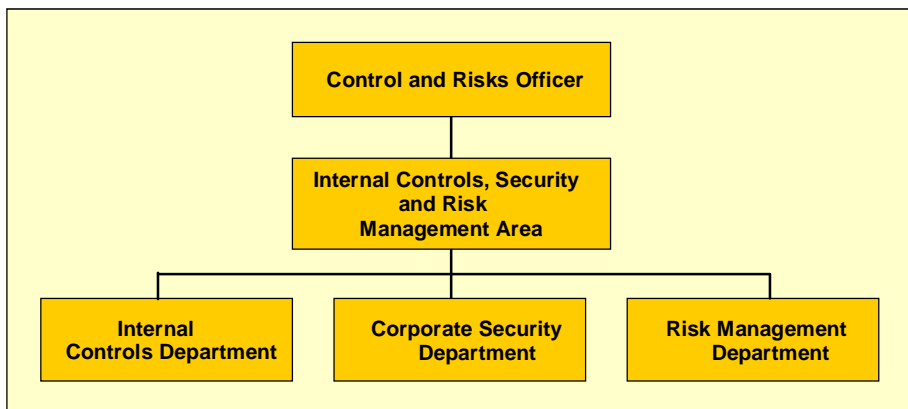 Control and Risks Officer
Internal Controls, Security
and Risk
Management Area
Internal
Controls Department
Corporate Security
Department
Risk Management
Department